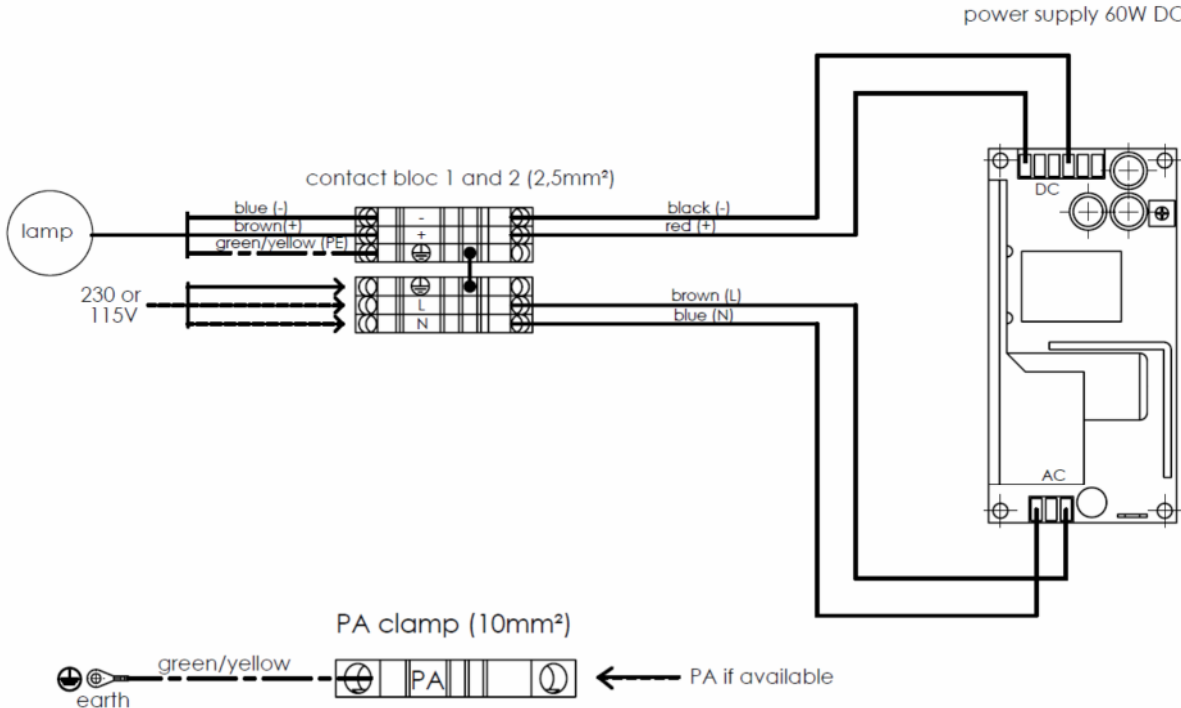 power supply 60W DC
contact bloc 1 and 2 (2,5mm²)
DC
blue (-)
-
black (-)
lamp
brown(+)
+
red (+)
green/yellow (PE)
230 or
115V
L
brown (L)
N
blue (N)
AC
PA clamp (10mm²)
green/yellow
PA
PA if available
earth